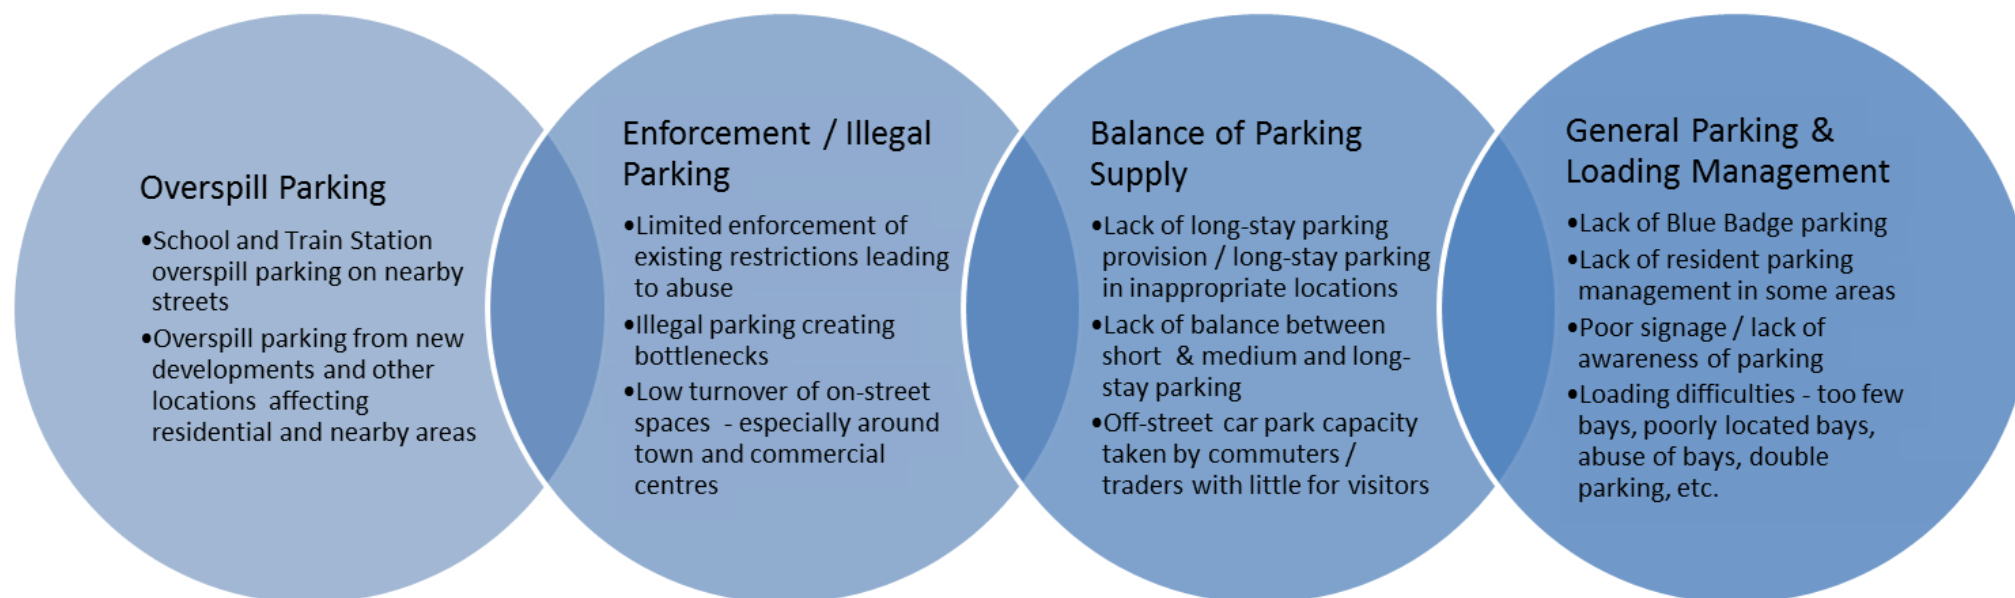 Overspill Parking
•School and Train Station
overspill parking on nearby
streets
•Overspill parking from new
developments and other
locations affecting
residential and nearby areas
Enforcement / Illegal
Parking
•Limited enforcement of
existing restrictions leading
to abuse
•Illegal parking creating
bottlenecks
•Low turnover of on-street
spaces - especially around
town and commercial
centres
Balance of Parking
Supply
•Lack of long-stay parking
provision / long-stay parking
in inappropriate locations
•Lack of balance between
short & medium and long-
stay parking
•Off-street car park capacity
taken by commuters /
traders with little for visitors
General Parking &
Loading Management
•Lack of Blue Badge parking
•Lack of resident parking
management in some areas
•Poor signage / lack of
awareness of parking
•Loading difficulties - too few
bays, poorly located bays,
abuse of bays, double
parking, etc.